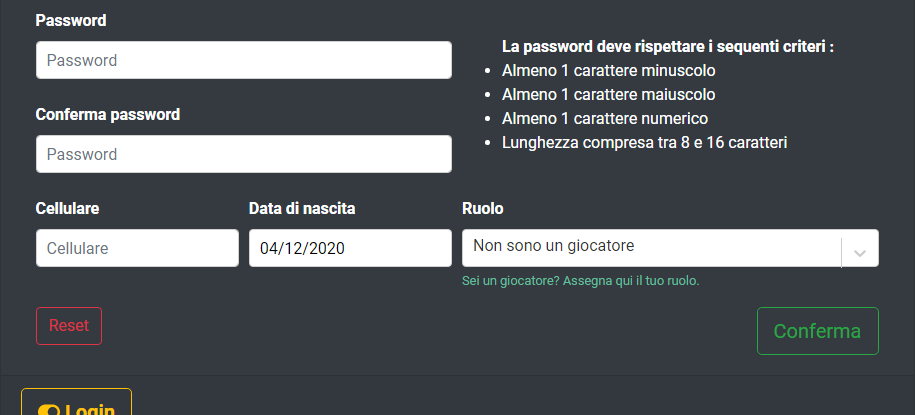 Password
Password
La password deve rispettare i sequenti criteri :
Almeno 1 carattere minuscolo
Almeno 1 carattere maiuscolo
Almeno 1 carattere numerico
Lunghezza compresa tra 8 e 16 caratteri
Conferma password
Password
Cellulare
Data di nascita
Ruolo
Cellulare
04/12/2020
Non sono un giocatore
Sei un giocatore? Assegna qui il tuo ruolo.
Reset
Conferma
Login